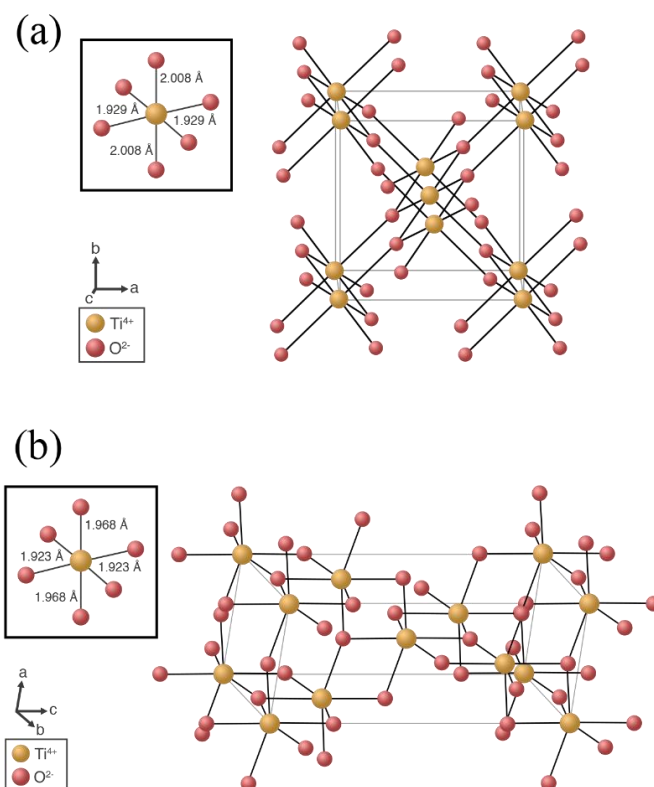 (a)
2.008 Å
1.929 Å
1.929 Å
2.008 Å
b
c
a
Ti4+
O2-
(b)
1.968 Å
1.923 Å
1.923 Å
1.968 Å
a
c
b
Ti4+
O2-